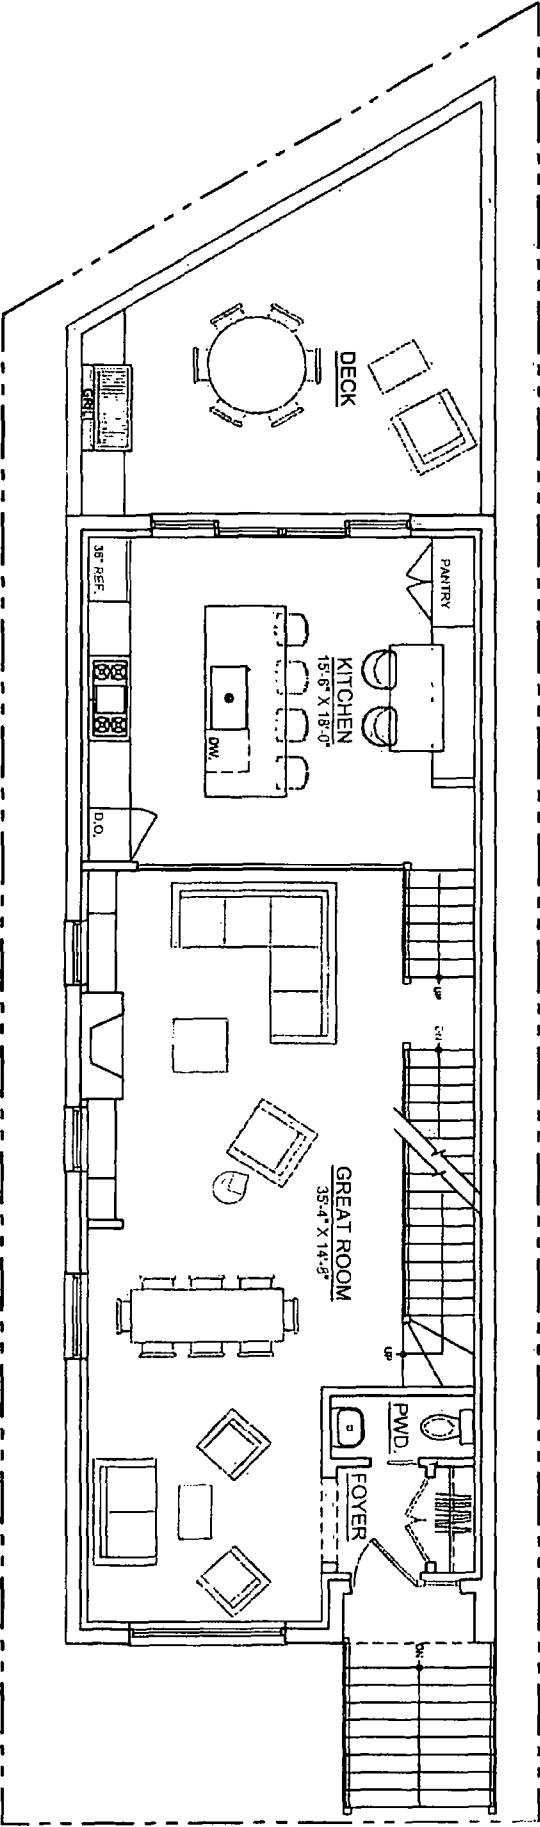 DECK
GRILL
36" REF.
PANTRY
KITCHEN
15'-6" X 18'-0"
DW.
D.O.
UP
DN
GREAT ROOM
35'-4" X 14'-8"
UP
PWD.
FOYER
DN